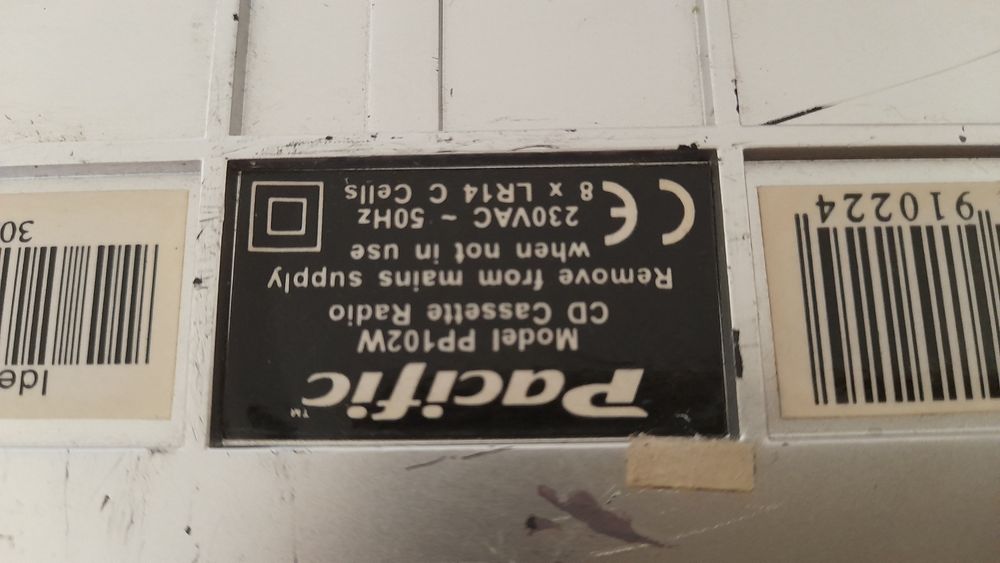 Pacific™
Model PP102W
CD Cassette Radio
Remove from mains supply
when not in use
230VAC ~ 50Hz
8 x LR14 C Cells
CE
910224
Ide
30